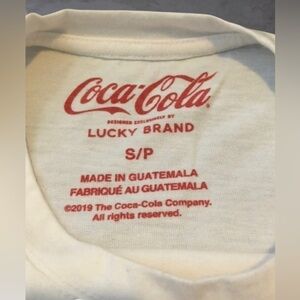 Coca-Cola
DESIGNED EXCLUSIVELY BY
LUCKY BRAND
S/P
MADE IN GUATEMALA
FABRIQUÉ AU GUATEMALA
©2019 The Coca-Cola Company.
All rights reserved.